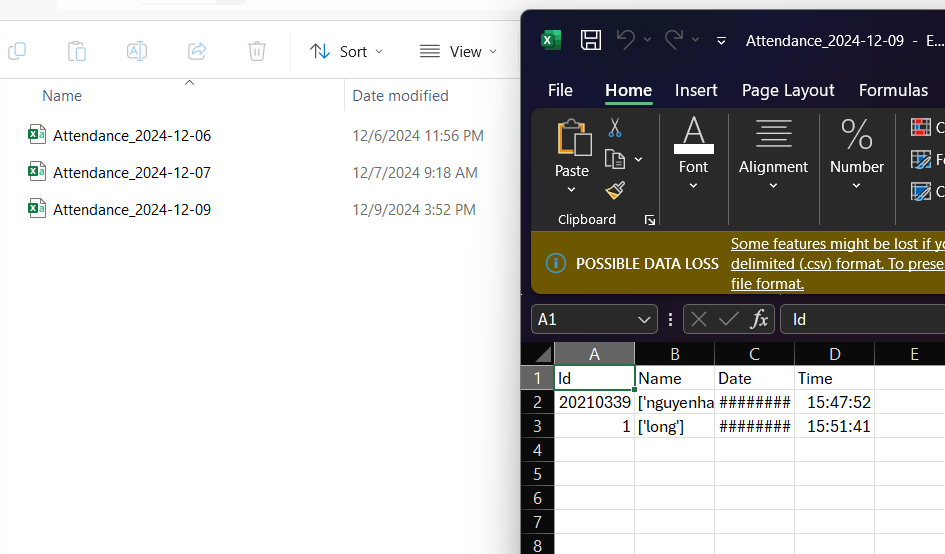 Sort
View
Name Date modified
Attendance_2024-12-06 12/6/2024 11:56 PM
Attendance_2024-12-07 12/7/2024 9:18 AM
Attendance_2024-12-09 12/9/2024 3:52 PM
Attendance_2024-12-09 - E...
File Home Insert Page Layout Formulas
Paste
Clipboard
Font
Alignment
Number
C
Fo
C
POSSIBLE DATA LOSS
Some features might be lost if yo
delimited (.csv) format. To prese
file format.
A1 fx Id
A B C D E
1 Id Name Date Time
2 20210339 ['nguyenha ######## 15:47:52
3 1 ['long'] ######## 15:51:41
4
5
6
7
8